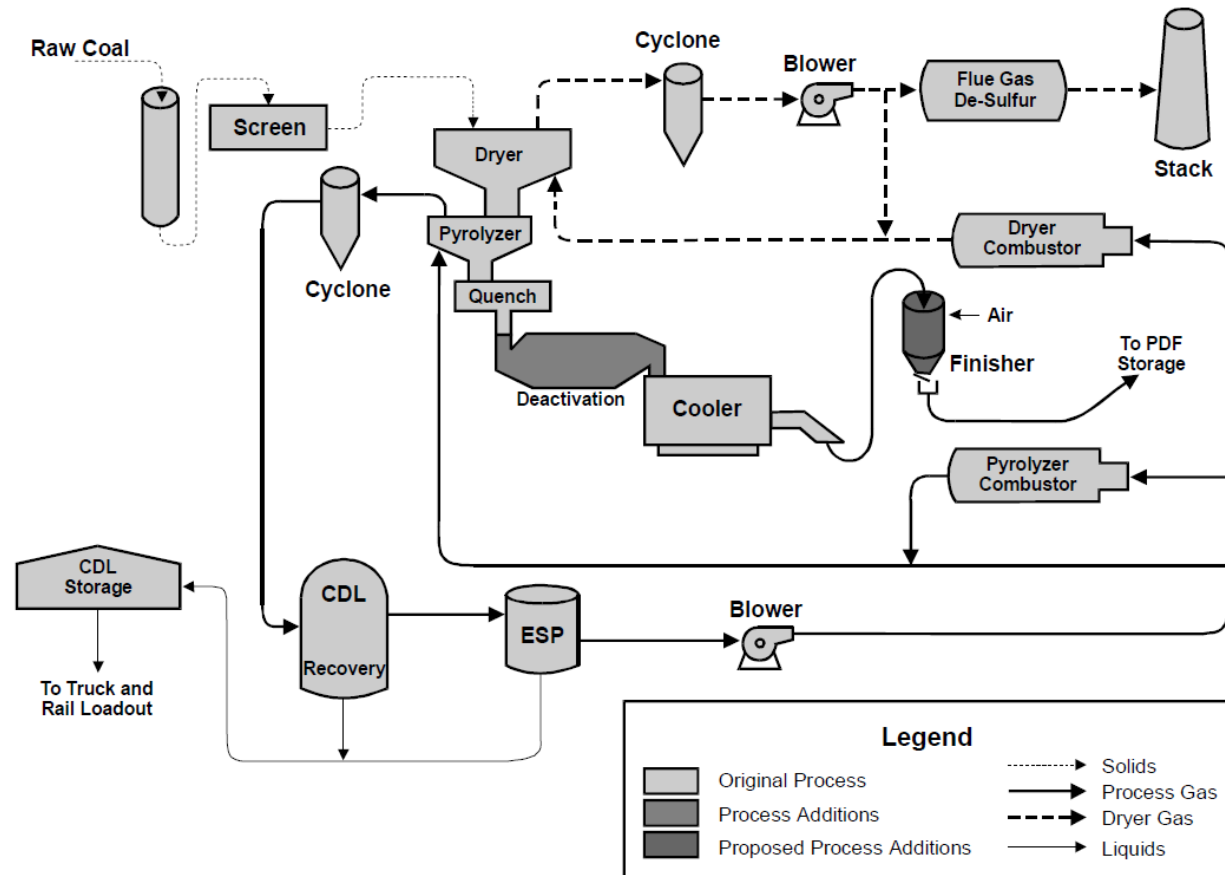 Raw Coal
Screen
Cyclone
Blower
Flue Gas
De-Sulfur
Stack
Dryer
Pyrolyzer
Quench
Cyclone
Dryer
Combustor
Air
Finisher
To PDF
Storage
Deactivation
Cooler
Pyrolyzer
Combustor
CDL
Storage
CDL
Recovery
ESP
Blower
To Truck and
Rail Loadout
Legend
Original Process
Process Additions
Proposed Process Additions
Solids
Process Gas
Dryer Gas
Liquids